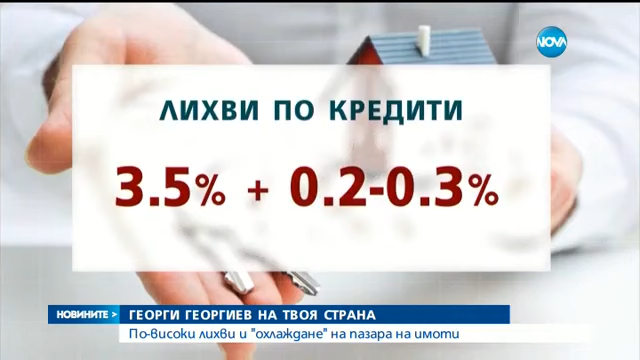 NOVA
ЛИХВИ ПО КРЕДИТИ
3.5% + 0.2-0.3%
НОВИНИТЕ
ГЕОРГИ ГЕОРГИЕВ НА ТВОЯ СТРАНА
По-високи лихви и "охлаждане" на пазара на имоти